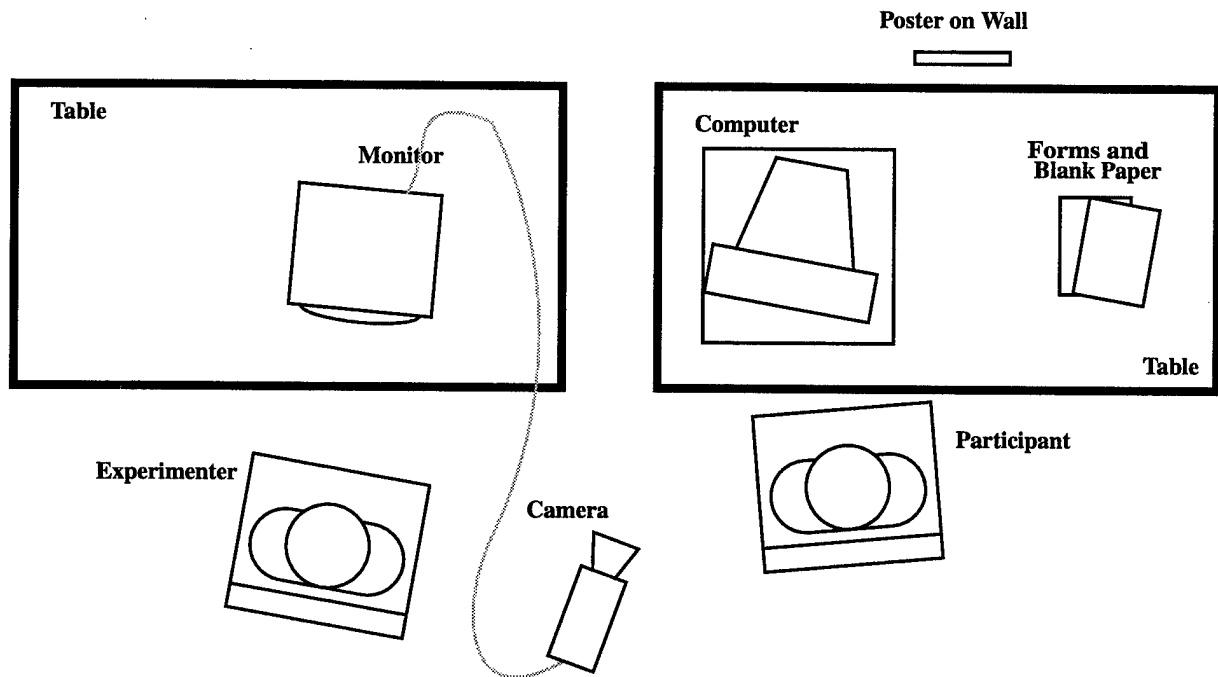 Poster on Wall
Table
Monitor
Computer
Forms and
Blank Paper
Table
Experimenter
Camera
Participant